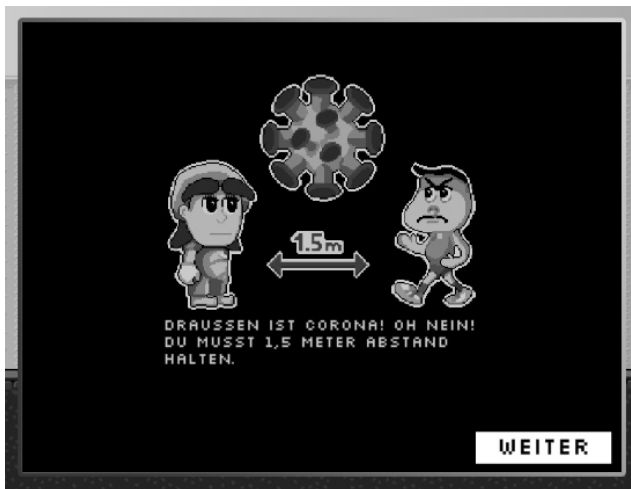 1.5m
DRAUSSEN IST CORONA! OH NEIN!
DU MUSST 1,5 METER ABSTAND
HALTEN.
WEITER